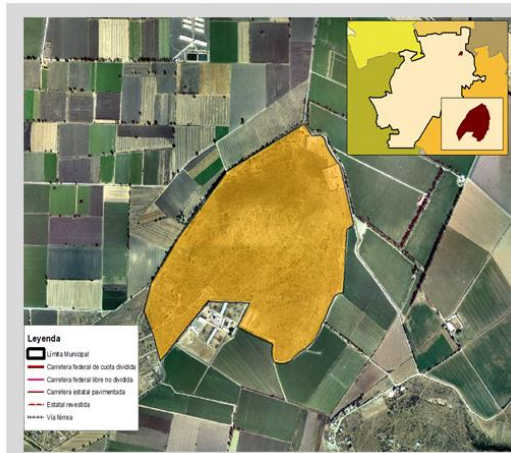 Leyenda
Límite Municipal
Carretera federal de cuota dividida
Carretera federal libre no dividida
Carretera estatal pavimentada
Estatal revestida
Vía férrea